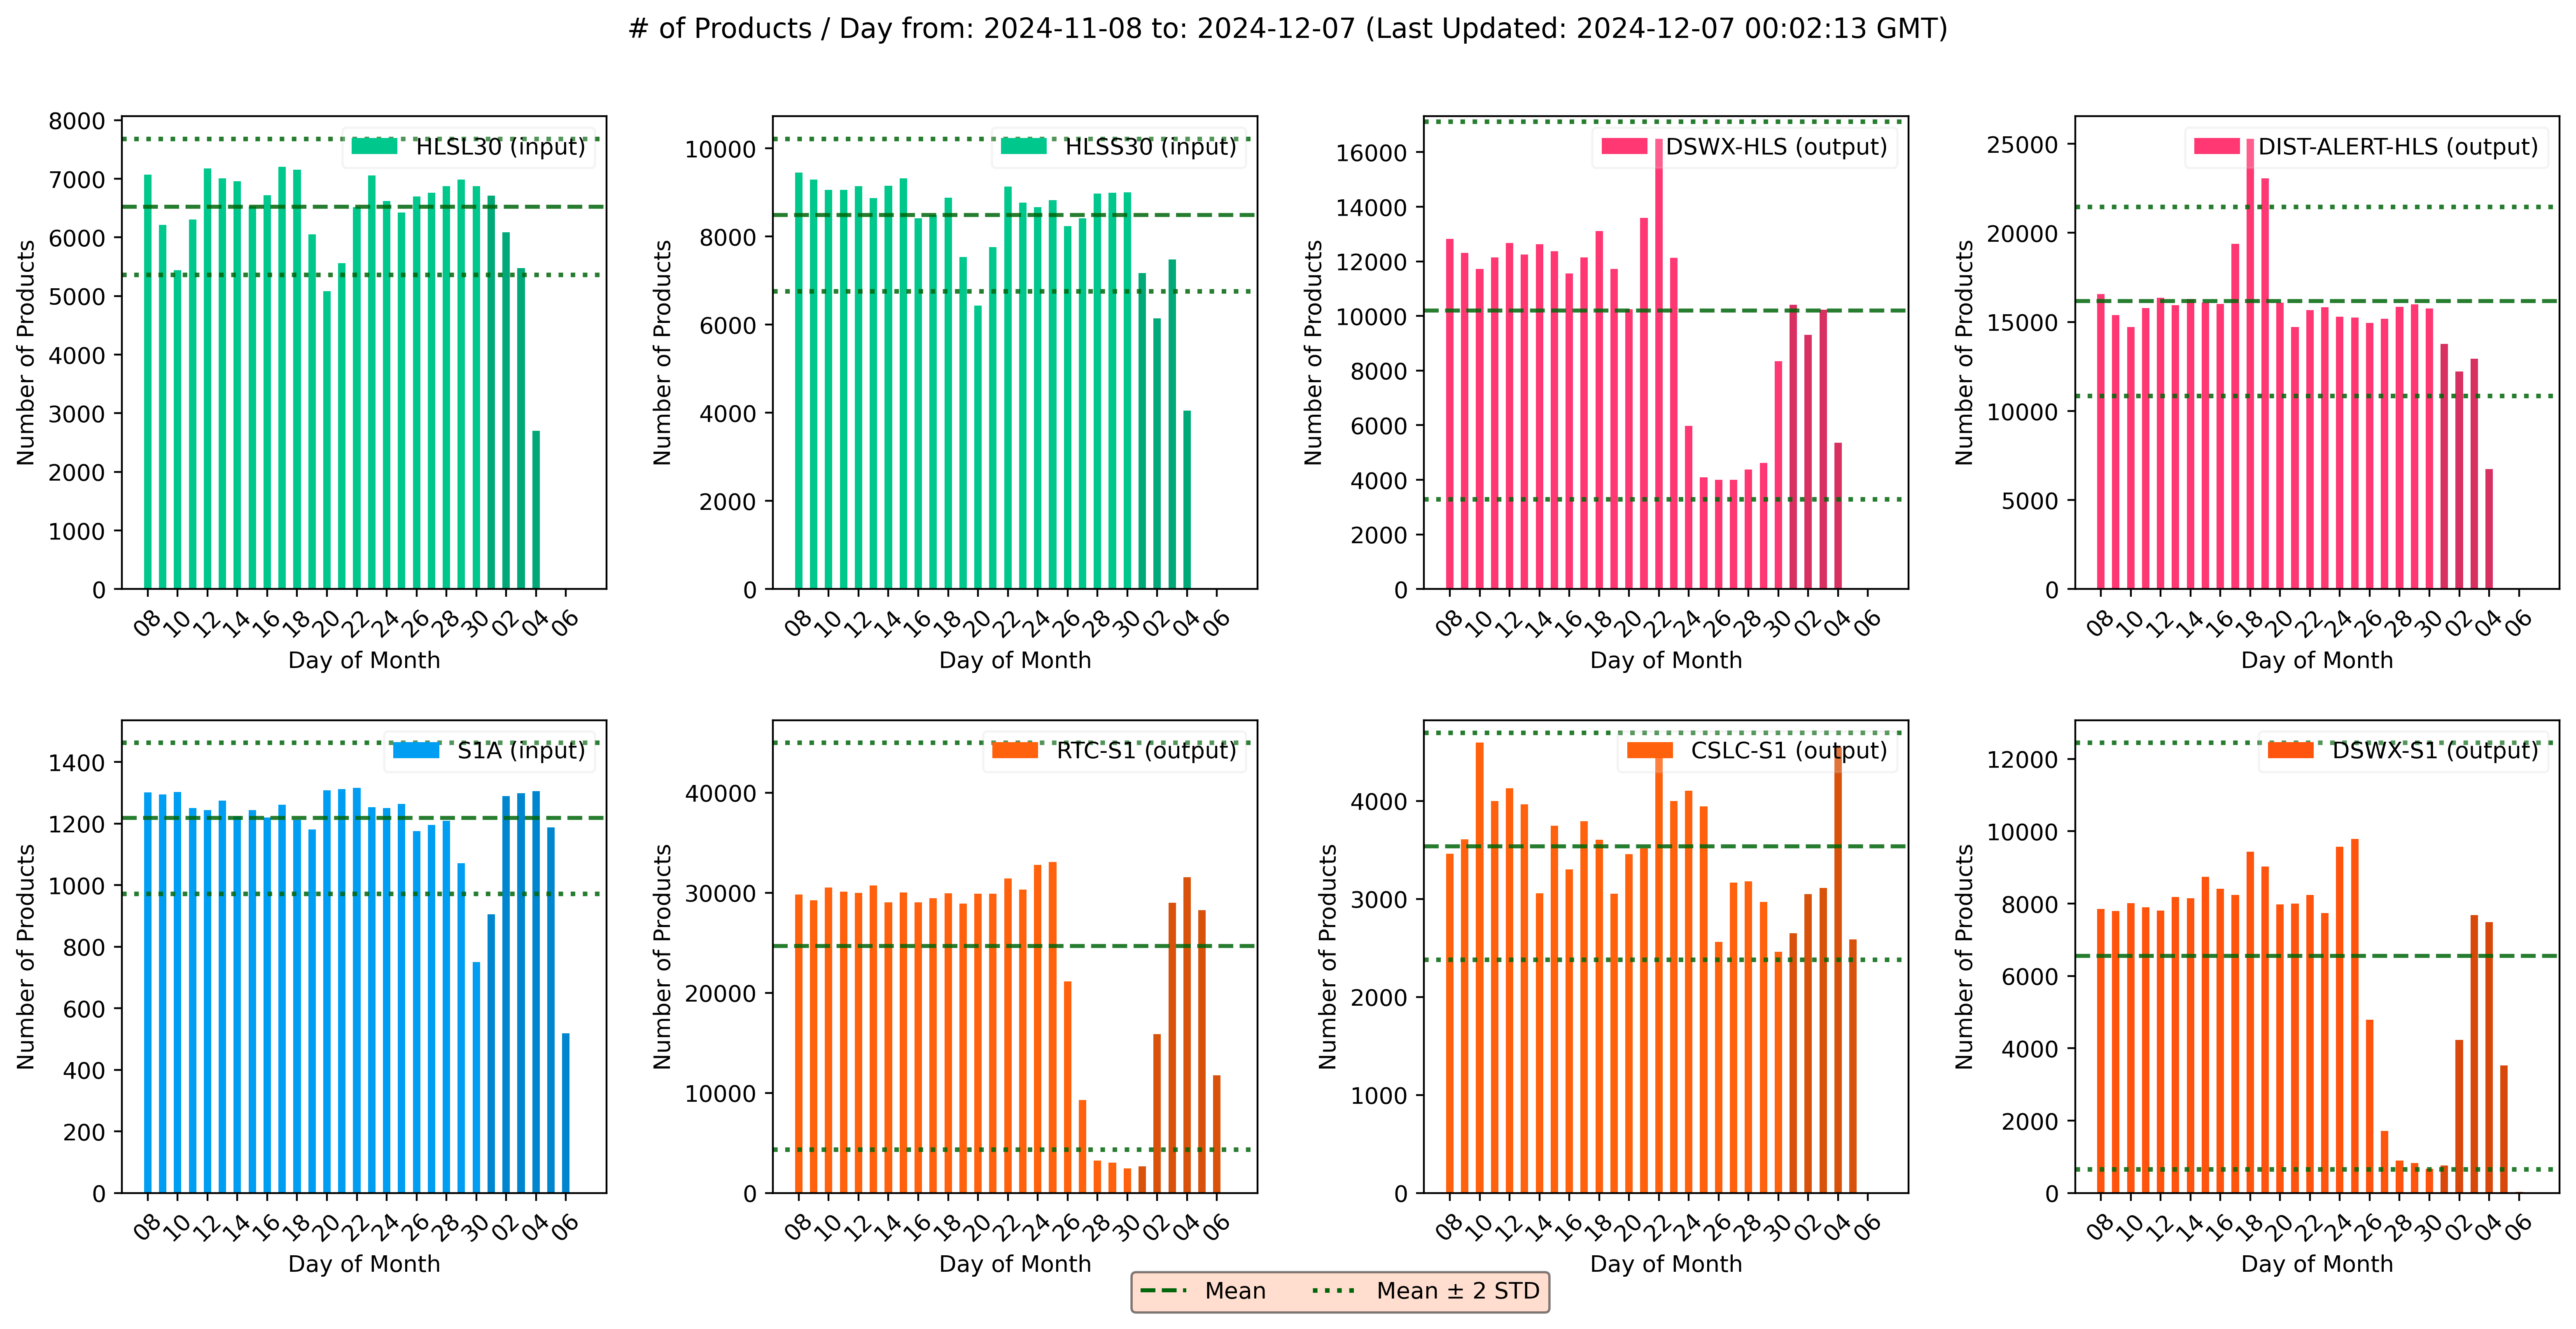 # of Products / Day from: 2024-11-08 to: 2024-12-07 (Last Updated: 2024-12-07 00:02:13 GMT)
HLSL30 (input)
Number of Products
8000
7000
6000
5000
4000
3000
2000
1000
0
08 10 12 14 16 18 20 22 24 26 28 30 02 04 06
Day of Month
HLSS30 (input)
Number of Products
10000
8000
6000
4000
2000
0
08 10 12 14 16 18 20 22 24 26 28 30 02 04 06
Day of Month
DSWX-HLS (output)
Number of Products
16000
14000
12000
10000
8000
6000
4000
2000
0
08 10 12 14 16 18 20 22 24 26 28 30 02 04 06
Day of Month
DIST-ALERT-HLS (output)
Number of Products
25000
20000
15000
10000
5000
0
08 10 12 14 16 18 20 22 24 26 28 30 02 04 06
Day of Month
S1A (input)
Number of Products
1400
1200
1000
800
600
400
200
0
08 10 12 14 16 18 20 22 24 26 28 30 02 04 06
Day of Month
RTC-S1 (output)
Number of Products
40000
30000
20000
10000
0
08 10 12 14 16 18 20 22 24 26 28 30 02 04 06
Day of Month
CSLC-S1 (output)
Number of Products
4000
3000
2000
1000
0
08 10 12 14 16 18 20 22 24 26 28 30 02 04 06
Day of Month
DSWX-S1 (output)
Number of Products
12000
10000
8000
6000
4000
2000
0
08 10 12 14 16 18 20 22 24 26 28 30 02 04 06
Day of Month
Mean Mean ± 2 STD